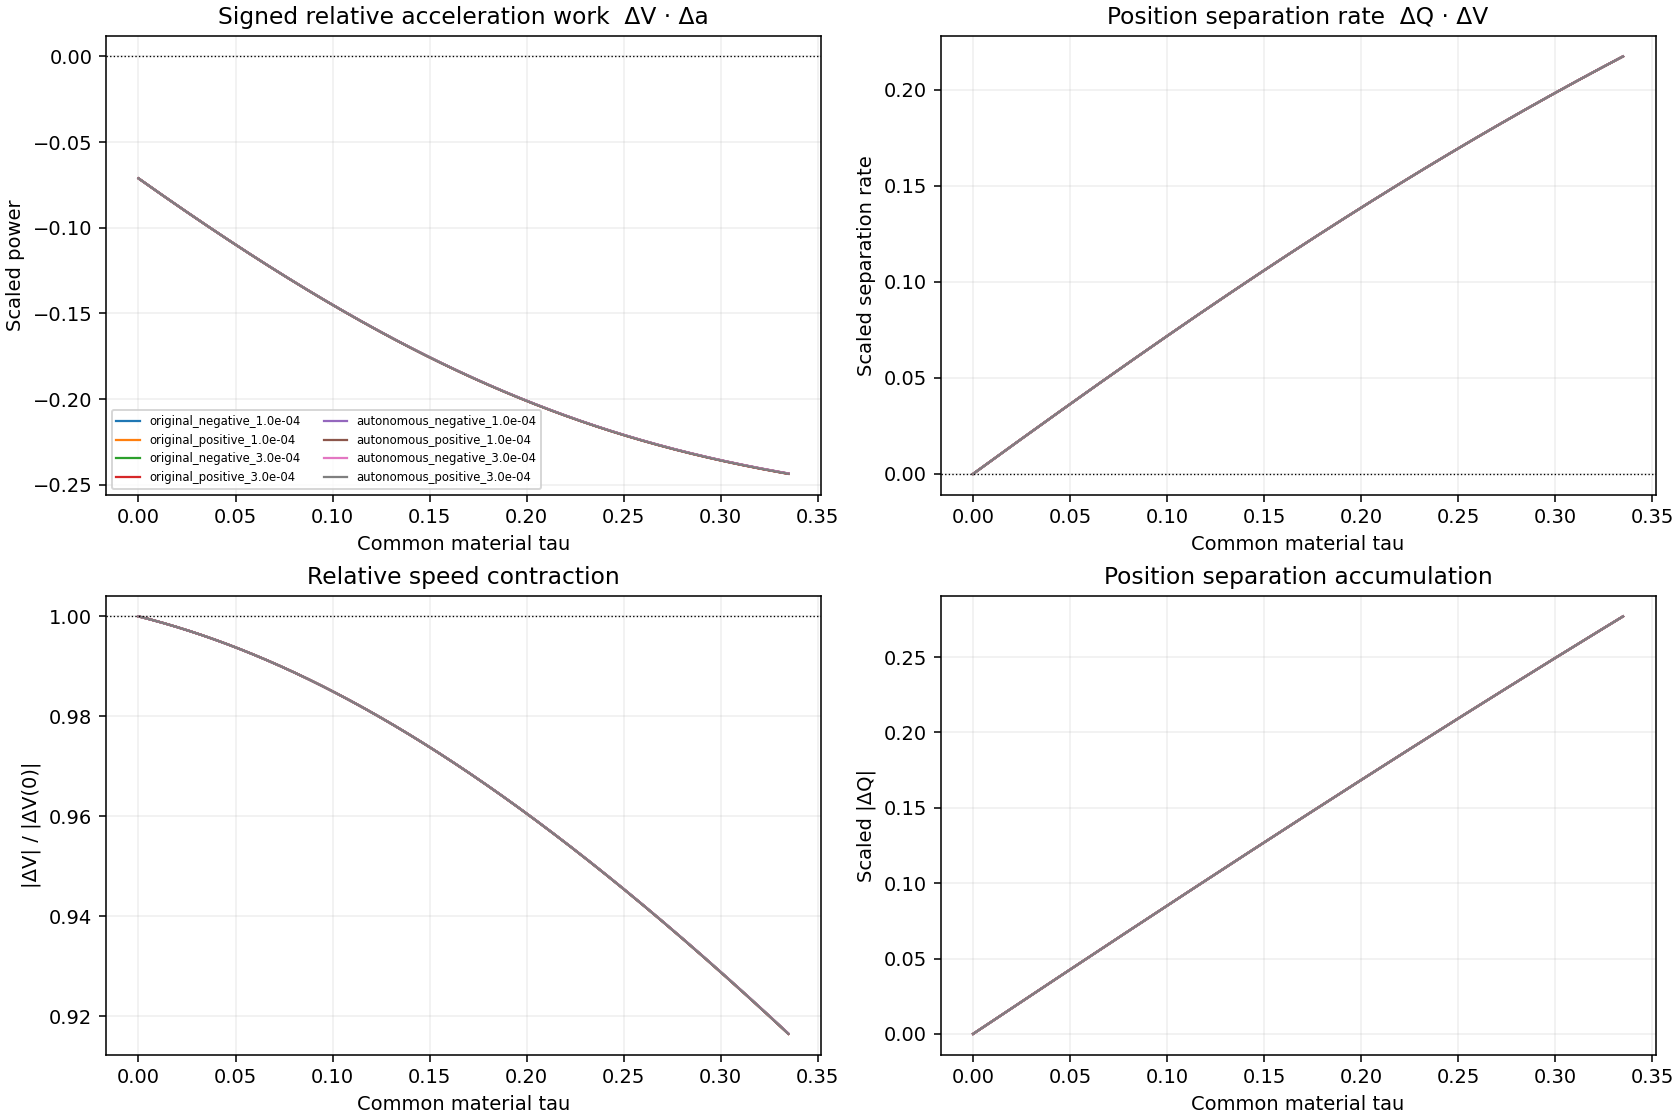 Signed relative acceleration work  ΔV · Δa
Scaled power
0.00
−0.05
−0.10
−0.15
−0.20
−0.25
original_negative_1.0e-04
original_positive_1.0e-04
original_negative_3.0e-04
original_positive_3.0e-04
autonomous_negative_1.0e-04
autonomous_positive_1.0e-04
autonomous_negative_3.0e-04
autonomous_positive_3.0e-04
0.00 0.05 0.10 0.15 0.20 0.25 0.30 0.35
Common material tau
Position separation rate  ΔQ · ΔV
Scaled separation rate
0.20
0.15
0.10
0.05
0.00
0.00 0.05 0.10 0.15 0.20 0.25 0.30 0.35
Common material tau
Relative speed contraction
|ΔV| / |ΔV(0)|
1.00
0.98
0.96
0.94
0.92
0.00 0.05 0.10 0.15 0.20 0.25 0.30 0.35
Common material tau
Position separation accumulation
Scaled |ΔQ|
0.25
0.20
0.15
0.10
0.05
0.00
0.00 0.05 0.10 0.15 0.20 0.25 0.30 0.35
Common material tau